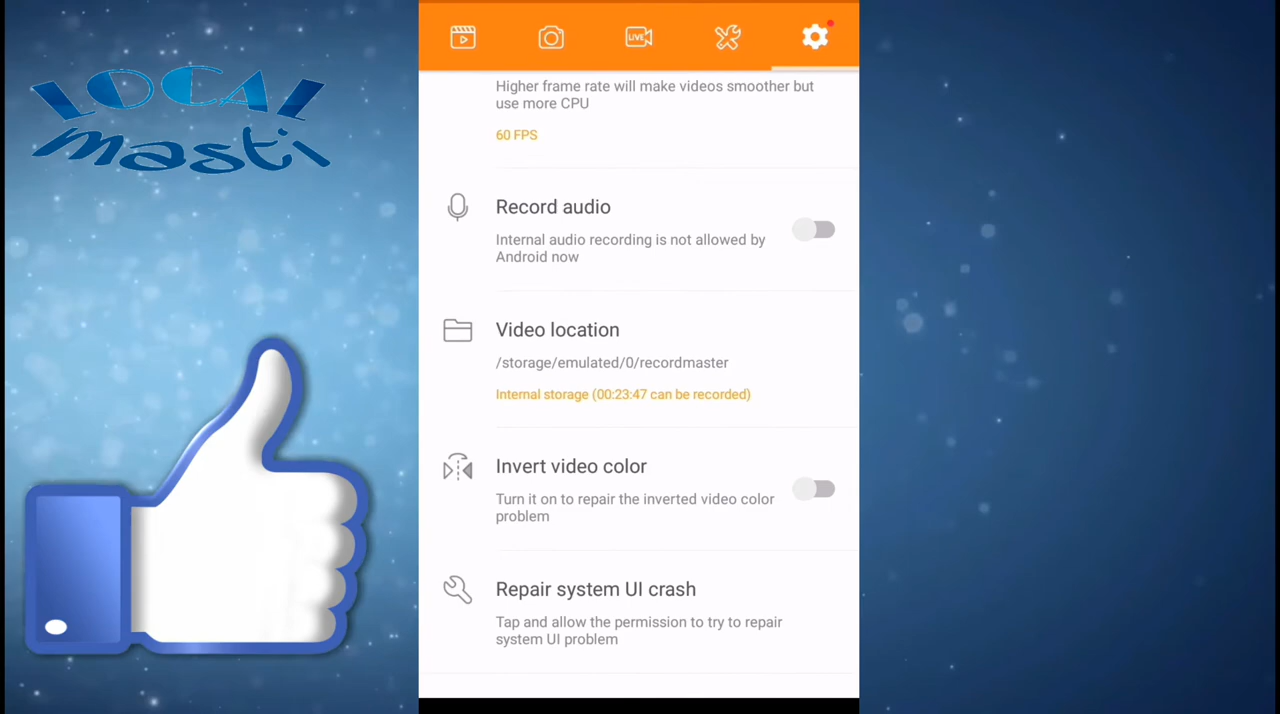 LOCAL
masti
LIVE
Higher frame rate will make videos smoother but
use more CPU
60 FPS
Record audio
Internal audio recording is not allowed by
Android now
Video location
/storage/emulated/0/recordmaster
Internal storage (00:23:47 can be recorded)
Invert video color
Turn it on to repair the inverted video color
problem
Repair system UI crash
Tap and allow the permission to try to repair
system UI problem